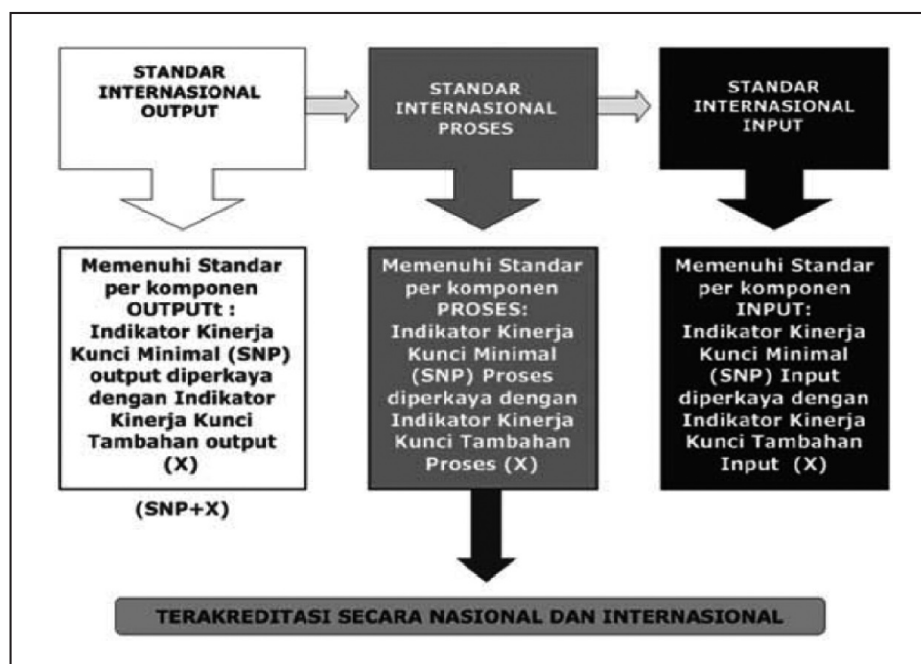 STANDAR
INTERNASIONAL
OUTPUT
STANDAR
INTERNASIONAL
PROSES
STANDAR
INTERNASIONAL
INPUT
Memenuhi Standar
per komponen
OUTPUTt :
Indikator Kinerja
Kunci Minimal (SNP)
output diperkaya
dengan Indikator
Kinerja Kunci
Tambahan output
(X)
(SNP+X)
Memenuhi Standar
per komponen
PROSES:
Indikator Kinerja
Kunci Minimal
(SNP) Proses
diperkaya dengan
Indikator Kinerja
Kunci Tambahan
Proses (X)
Memenuhi Standar
per komponen
INPUT:
Indikator Kinerja
Kunci Minimal
(SNP) Input
diperkaya dengan
Indikator Kinerja
Kunci Tambahan
Input (X)
TERAKREDITASI SECARA NASIONAL DAN INTERNASIONAL